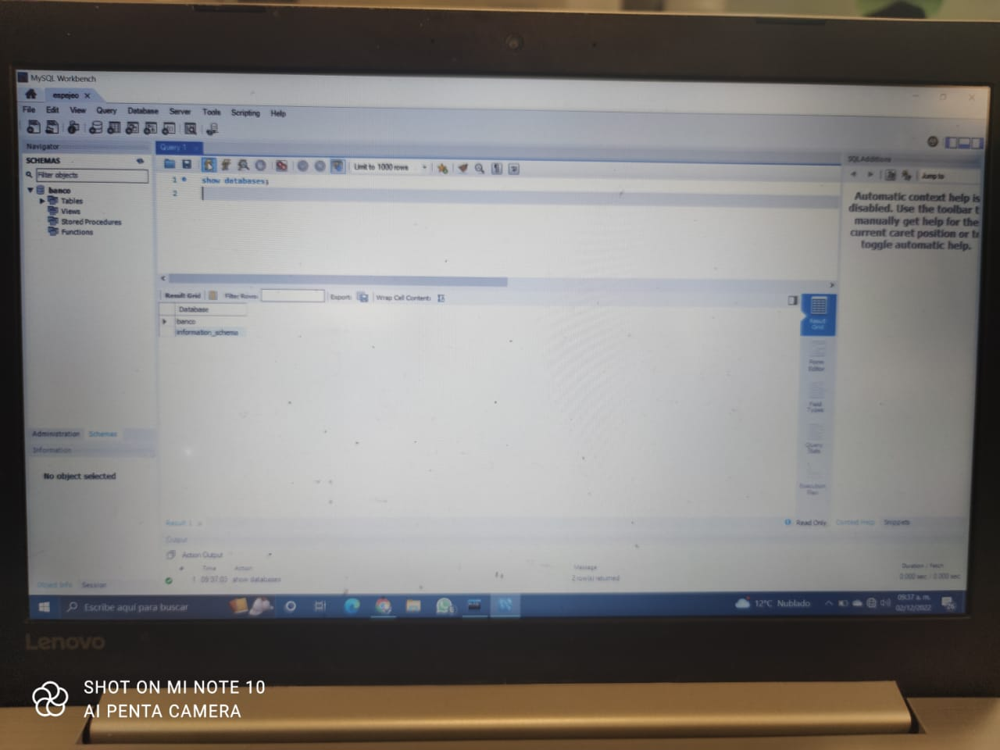 MySQL Workbench
espejeo
File Edit View Query Database Server Tools Scripting Help
Navigator
SCHEMAS
Filter objects
banco
Tables
Views
Stored Procedures
Functions
Administration Schemas
Information
No object selected
Object Info Session
Query 1
Limit to 1000 rows
1 show databases;
2
Result Grid Filter Rows: Export: Wrap Cell Content:
Database
banco
information_schema
Result Grid
Form Editor
Field Types
Query Stats
Execution Plan
Result 1
Read Only
Output
Action Output
# Time Action Message Duration / Fetch
1 09:37:03 show databases 2 row(s) returned 0.000 sec / 0.000 sec
SQLAdditions
Jump to
Automatic context help is
disabled. Use the toolbar t
manually get help for the
current caret position or to
toggle automatic help.
Context Help Snippets
Escribe aquí para buscar
12°C Nublado
09:37 a. m.
02/12/2022
26
Lenovo
SHOT ON MI NOTE 10
AI PENTA CAMERA